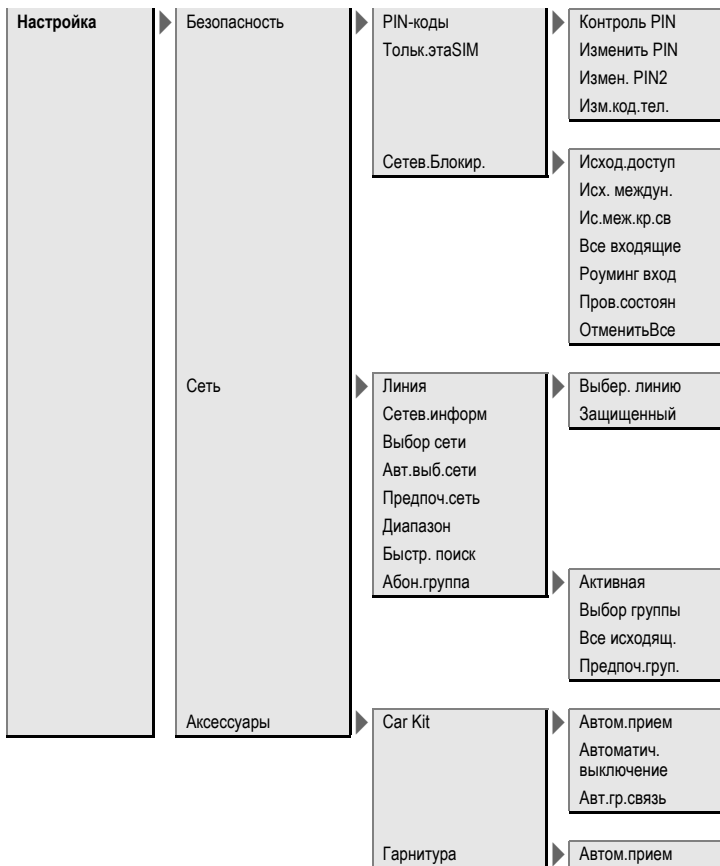 Настройка
Безопасность
PIN-коды
Контроль PIN
Изменить PIN
Измен. PIN2
Изм.код.тел.
Тольк.этаSIM
Сетев.Блокир.
Исход.доступ
Исх. междун.
Ис.меж.кр.св
Все входящие
Роуминг вход
Пров.состоян
ОтменитьВсе
Сеть
Линия
Выбер. линию
Защищенный
Сетев.информ
Выбор сети
Авт.выб.сети
Предпоч.сеть
Диапазон
Быстр. поиск
Абон.группа
Активная
Выбор группы
Все исходящ.
Предпоч.груп.
Аксессуары
Car Kit
Автом.прием
Автоматич.
выключение
Авт.гр.связь
Гарнитура
Автом.прием